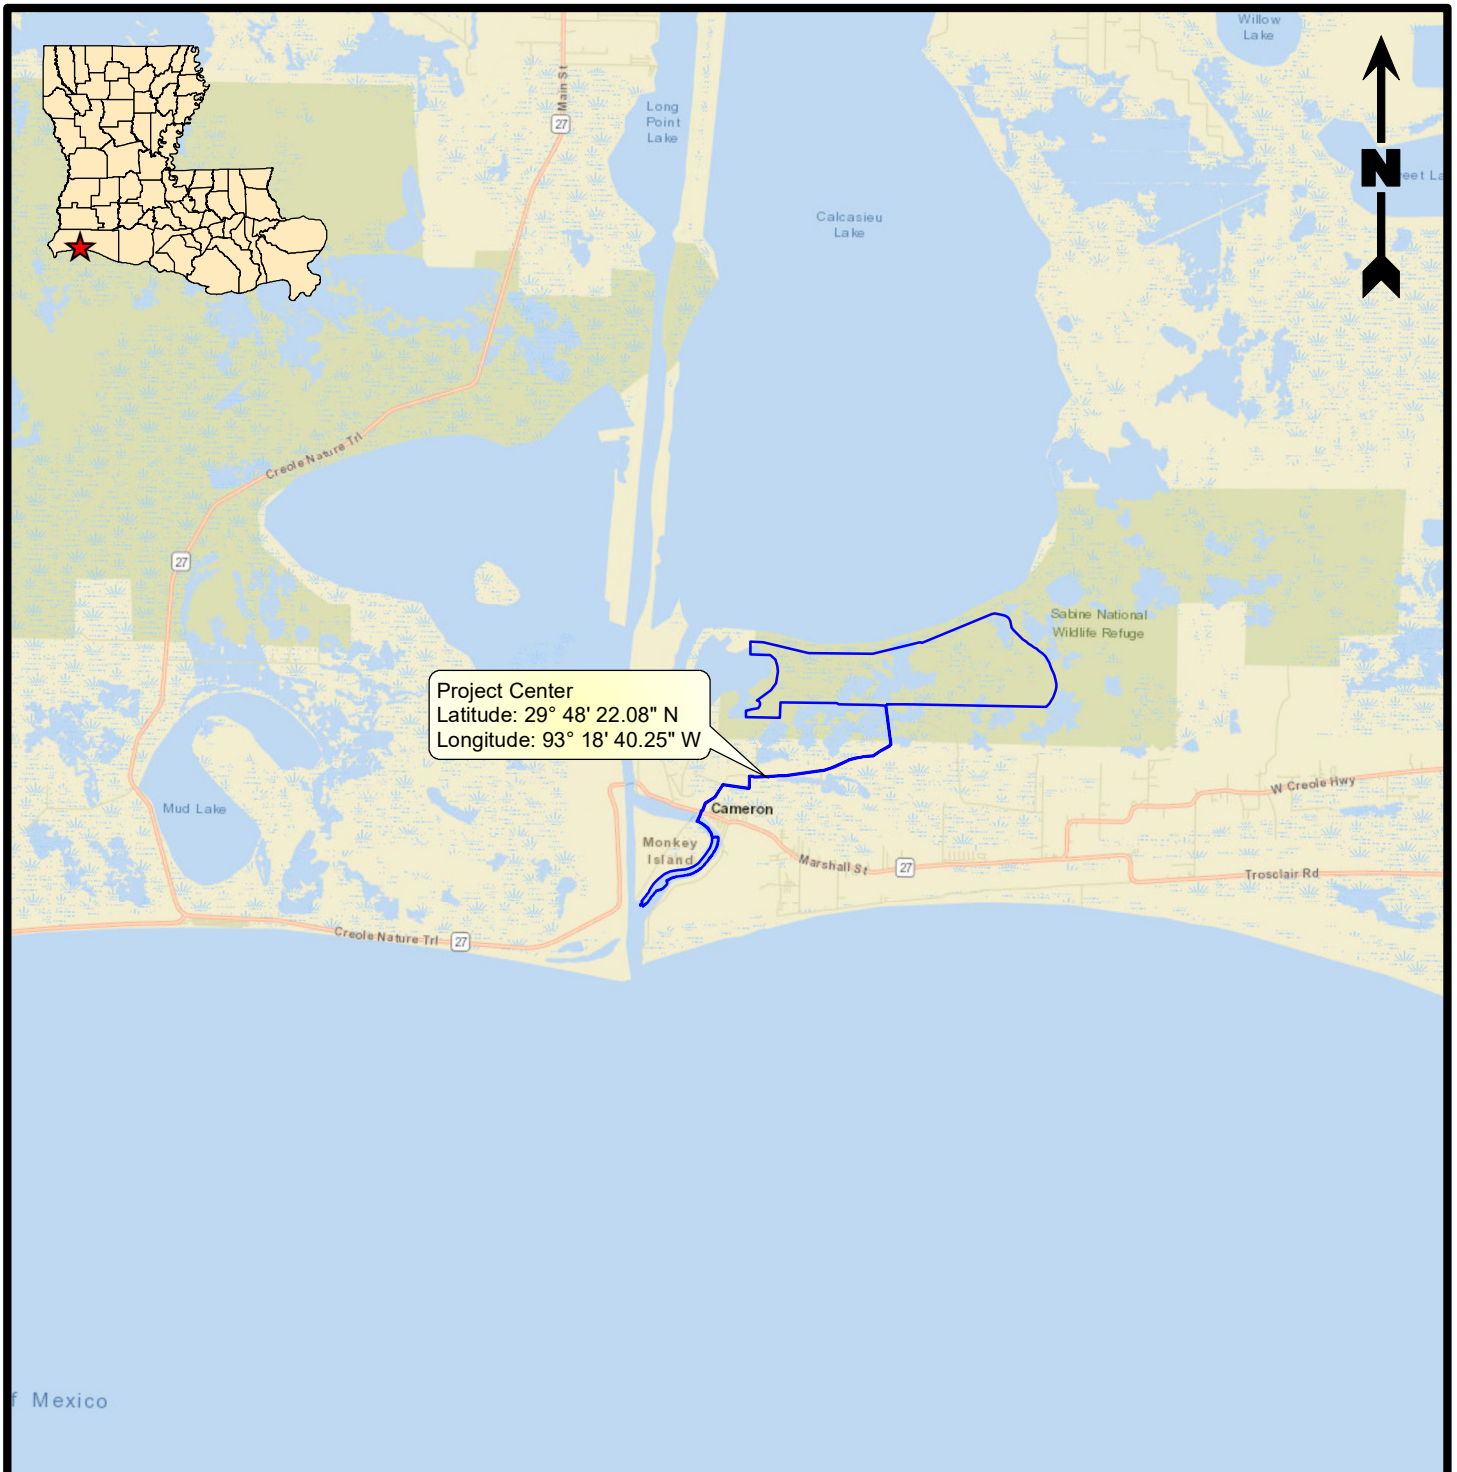 Willow
Lake
Main St
27
Long
Point
Lake
N
Calcasieu
Lake
Creole Nature Trl
27
Sabine National
Wildlife Refuge
Project Center
Latitude: 29° 48' 22.08" N
Longitude: 93° 18' 40.25" W
Mud Lake
Cameron
W Creole Hwy
Monkey
Island
Marshall St
27
Trosclair Rd
Creole Nature Trl
27
f Mexico